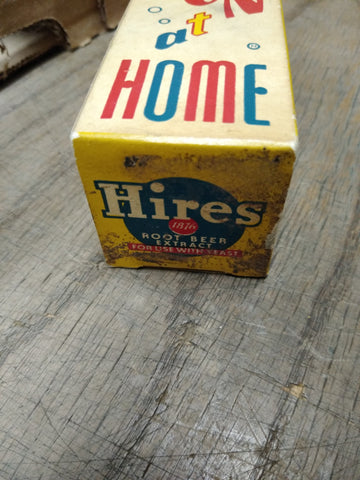 at
HOME
Hires
1876
ROOT BEER
EXTRACT
FOR USE WITH YEAST